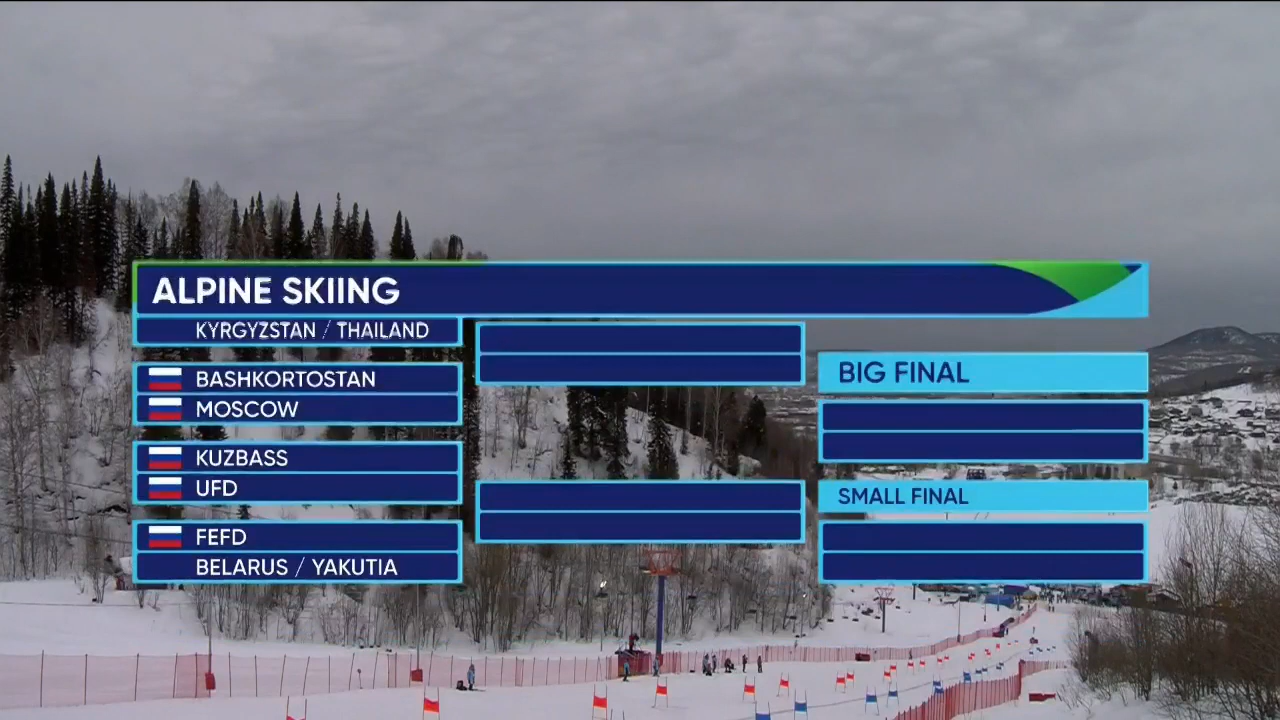 ALPINE SKIING
KYRGYZSTAN / THAILAND
BASHKORTOSTAN
MOSCOW
KUZBASS
UFD
FEFD
BELARUS / YAKUTIA
BIG FINAL
SMALL FINAL